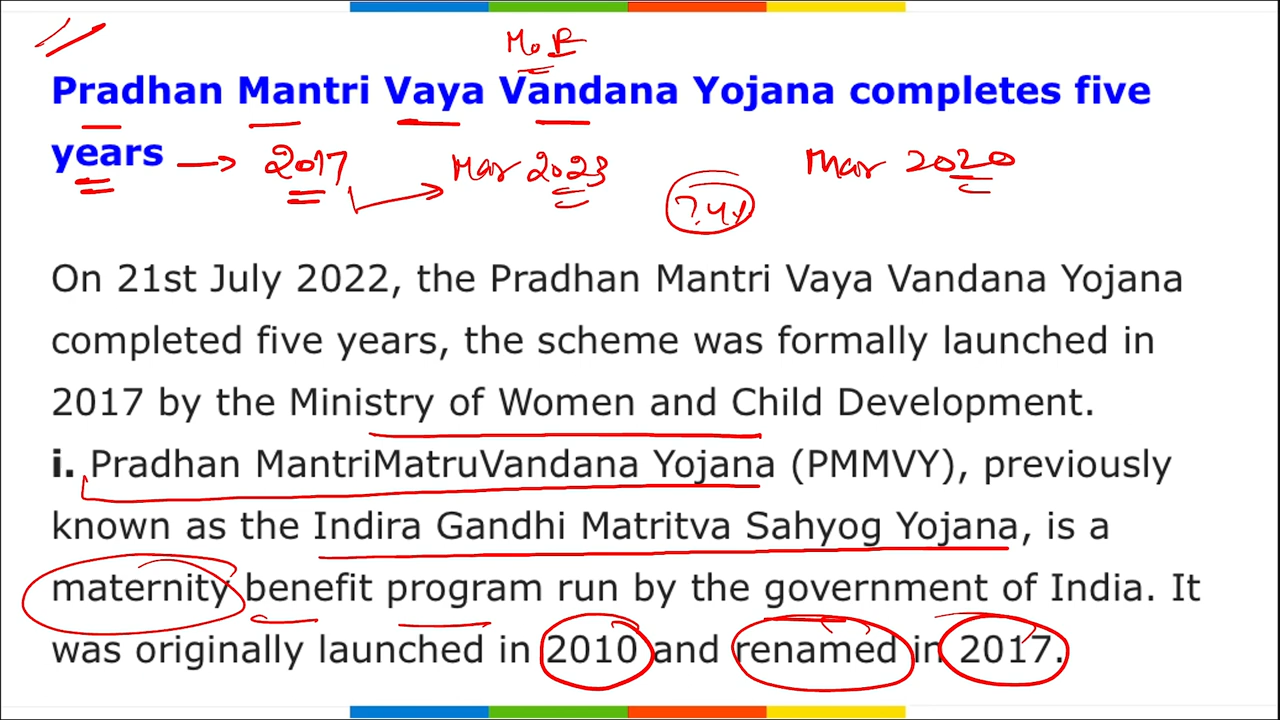 MoF
Pradhan Mantri Vaya Vandana Yojana completes five
years → 2017 Mar 2023 Mar 2020
7.4%
On 21st July 2022, the Pradhan Mantri Vaya Vandana Yojana
completed five years, the scheme was formally launched in
2017 by the Ministry of Women and Child Development.
i. Pradhan MantriMatruVandana Yojana (PMMVY), previously
known as the Indira Gandhi Matritva Sahyog Yojana, is a
maternity benefit program run by the government of India. It
was originally launched in 2010 and renamed in 2017.